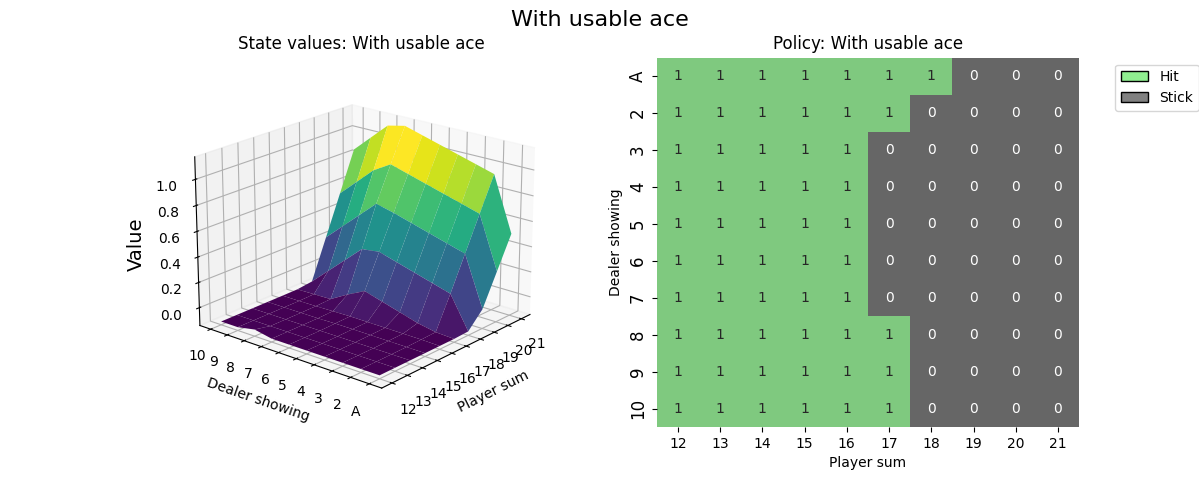 With usable ace
State values: With usable ace
Value
1.0
0.8
0.6
0.4
0.2
0.0
10 9 8 7 6 5 4 3 2 A
Dealer showing
12 13 14 15 16 17 18 19 20 21
Player sum
Policy: With usable ace
Dealer showing
A 1 1 1 1 1 1 1 0 0 0
2 1 1 1 1 1 1 0 0 0 0
3 1 1 1 1 1 0 0 0 0 0
4 1 1 1 1 1 0 0 0 0 0
5 1 1 1 1 1 0 0 0 0 0
6 1 1 1 1 1 0 0 0 0 0
7 1 1 1 1 1 0 0 0 0 0
8 1 1 1 1 1 1 0 0 0 0
9 1 1 1 1 1 1 0 0 0 0
10 1 1 1 1 1 1 0 0 0 0
12 13 14 15 16 17 18 19 20 21
Player sum
Hit
Stick